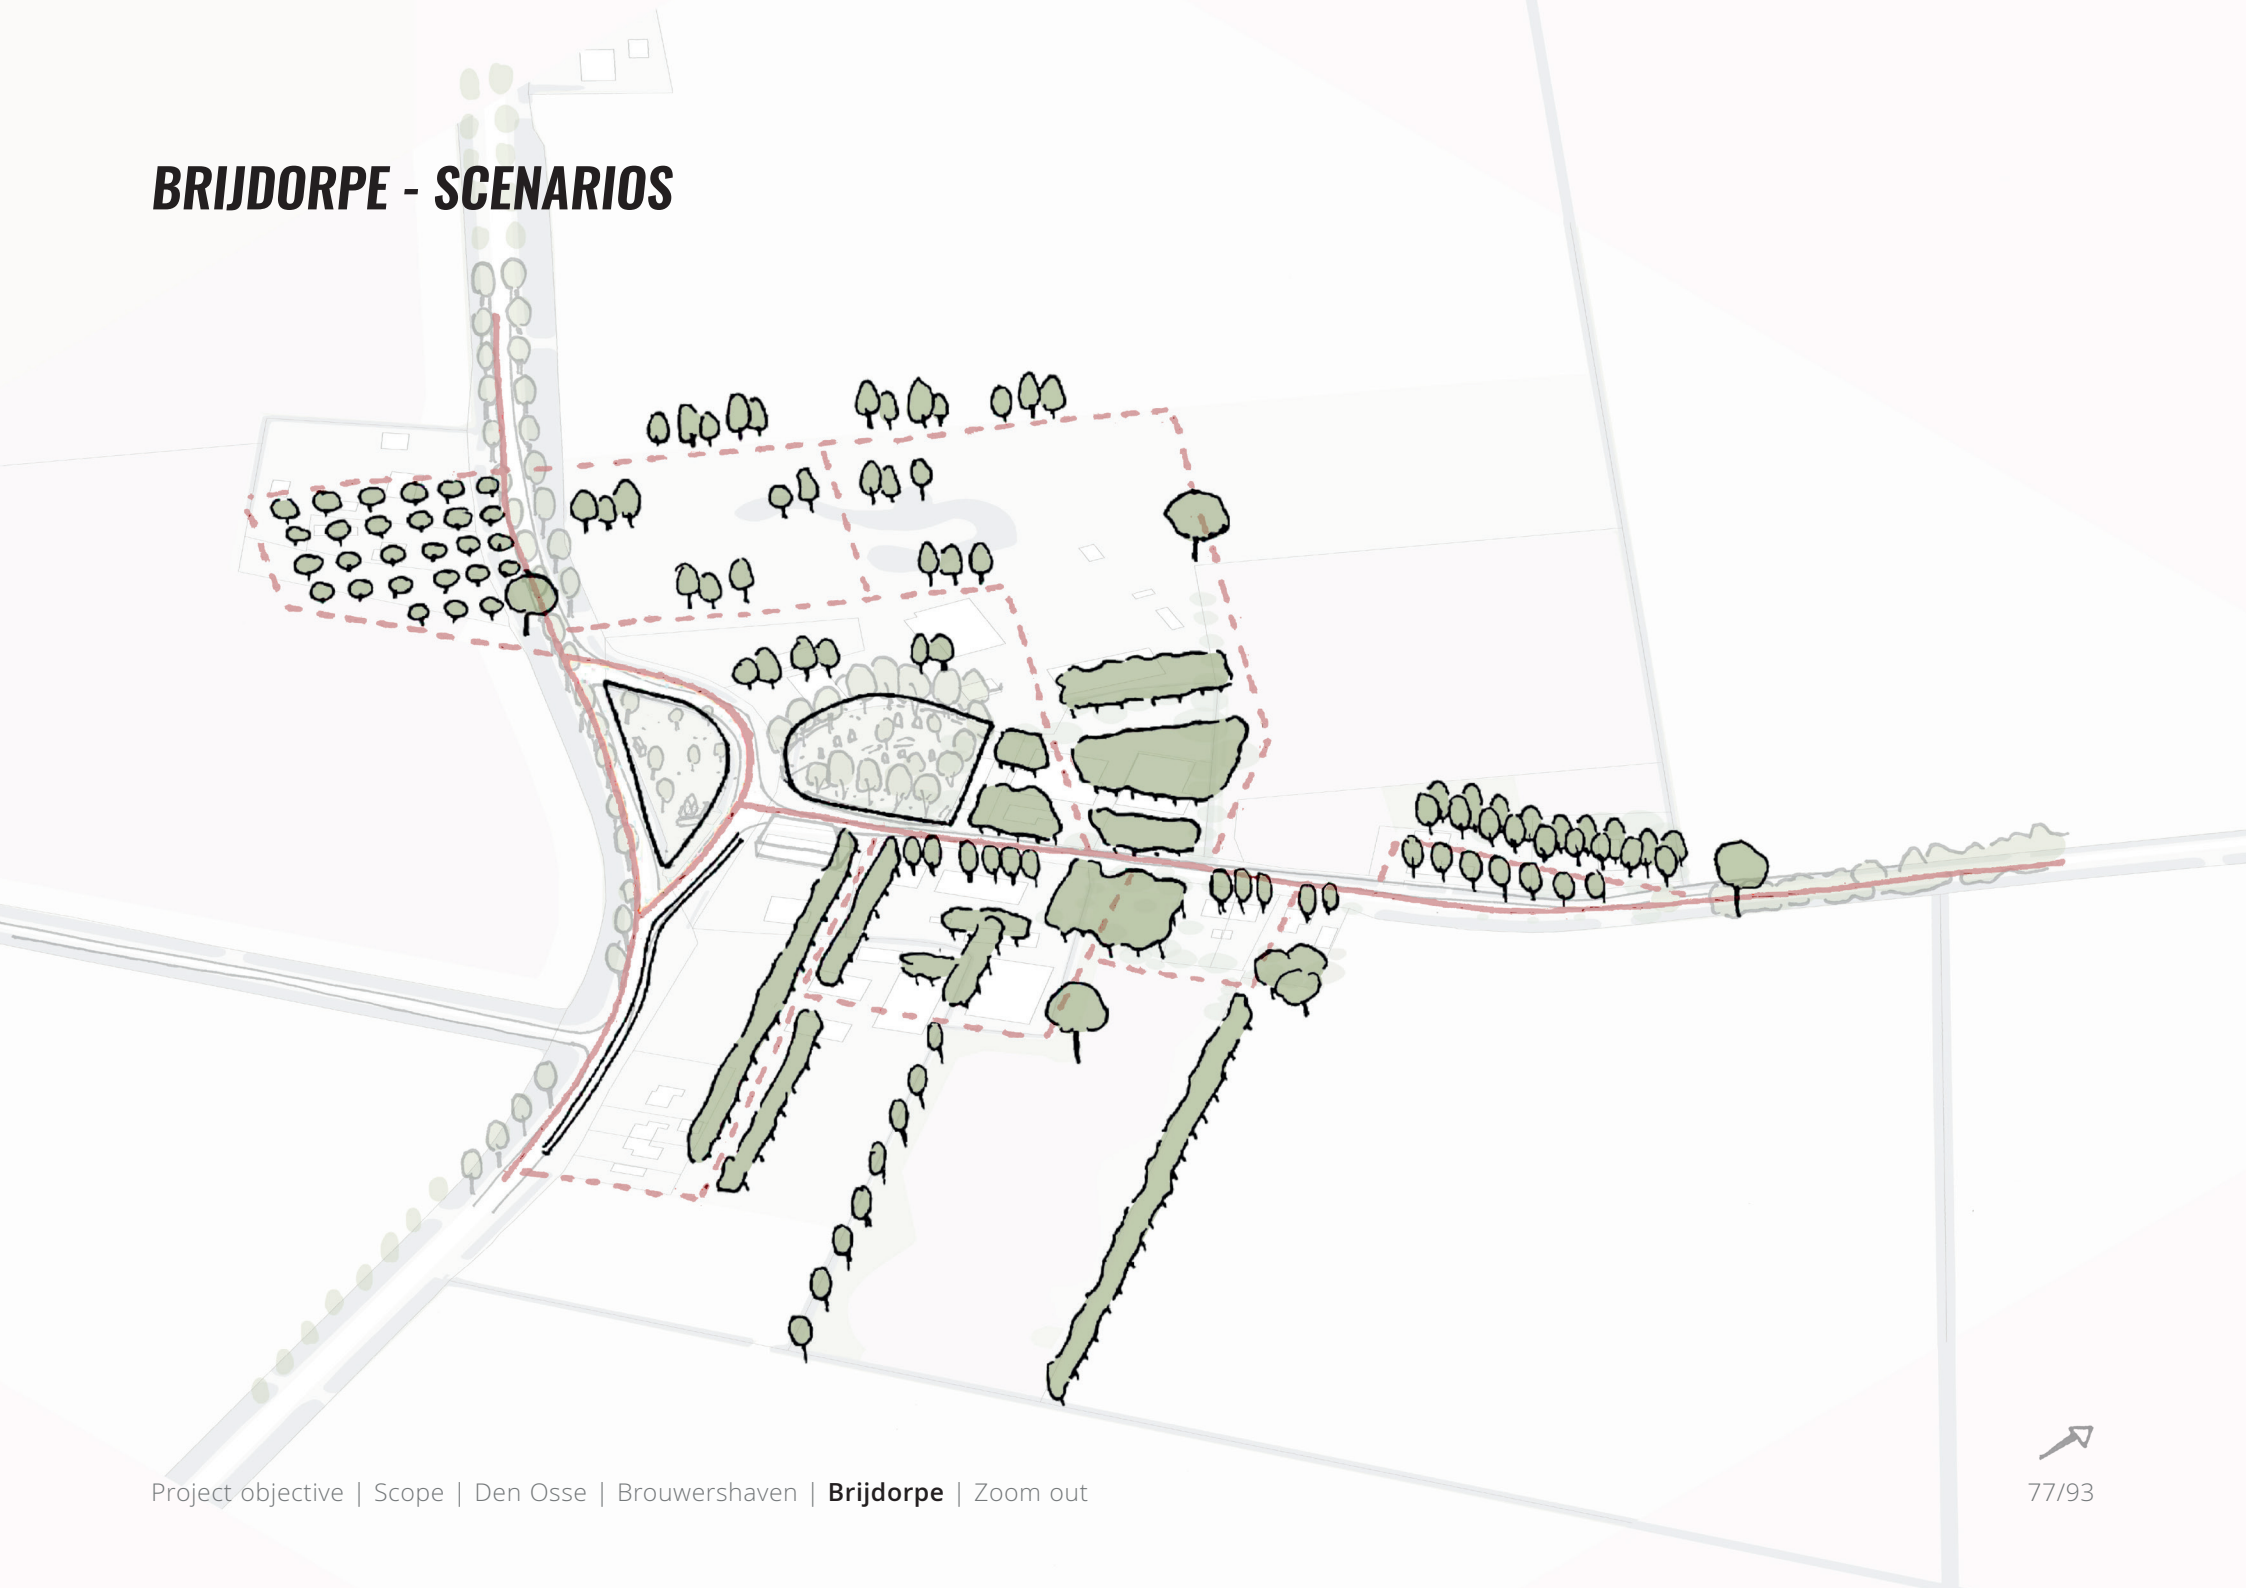 BRIJDORPE - SCENARIOS
Project objective | Scope | Den Osse | Brouwershaven | Brijdorpe | Zoom out
77/93